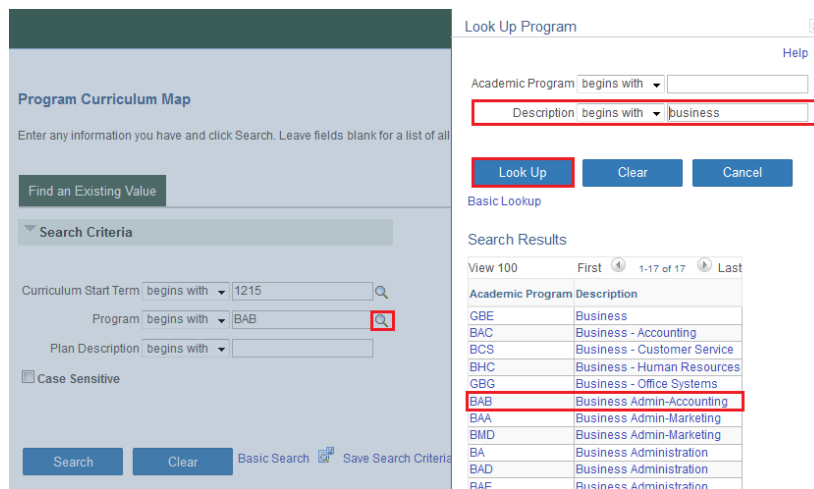 Program Curriculum Map
Enter any information you have and click Search. Leave fields blank for a list of all
Find an Existing Value
Search Criteria
Curriculum Start Term begins with 1215
Program begins with BAB
Plan Description begins with
Case Sensitive
Search Clear Basic Search Save Search Criteria
Look Up Program
Help
Academic Program begins with
Description begins with business
Look Up Clear Cancel
Basic Lookup
Search Results
View 100 First 1-17 of 17 Last
Academic Program Description
GBE Business
BAC Business - Accounting
BCS Business - Customer Service
BHC Business - Human Resources
GBG Business - Office Systems
BAB Business Admin-Accounting
BAA Business Admin-Marketing
BMD Business Admin-Marketing
BA Business Administration
BAD Business Administration
BAE Business Administration